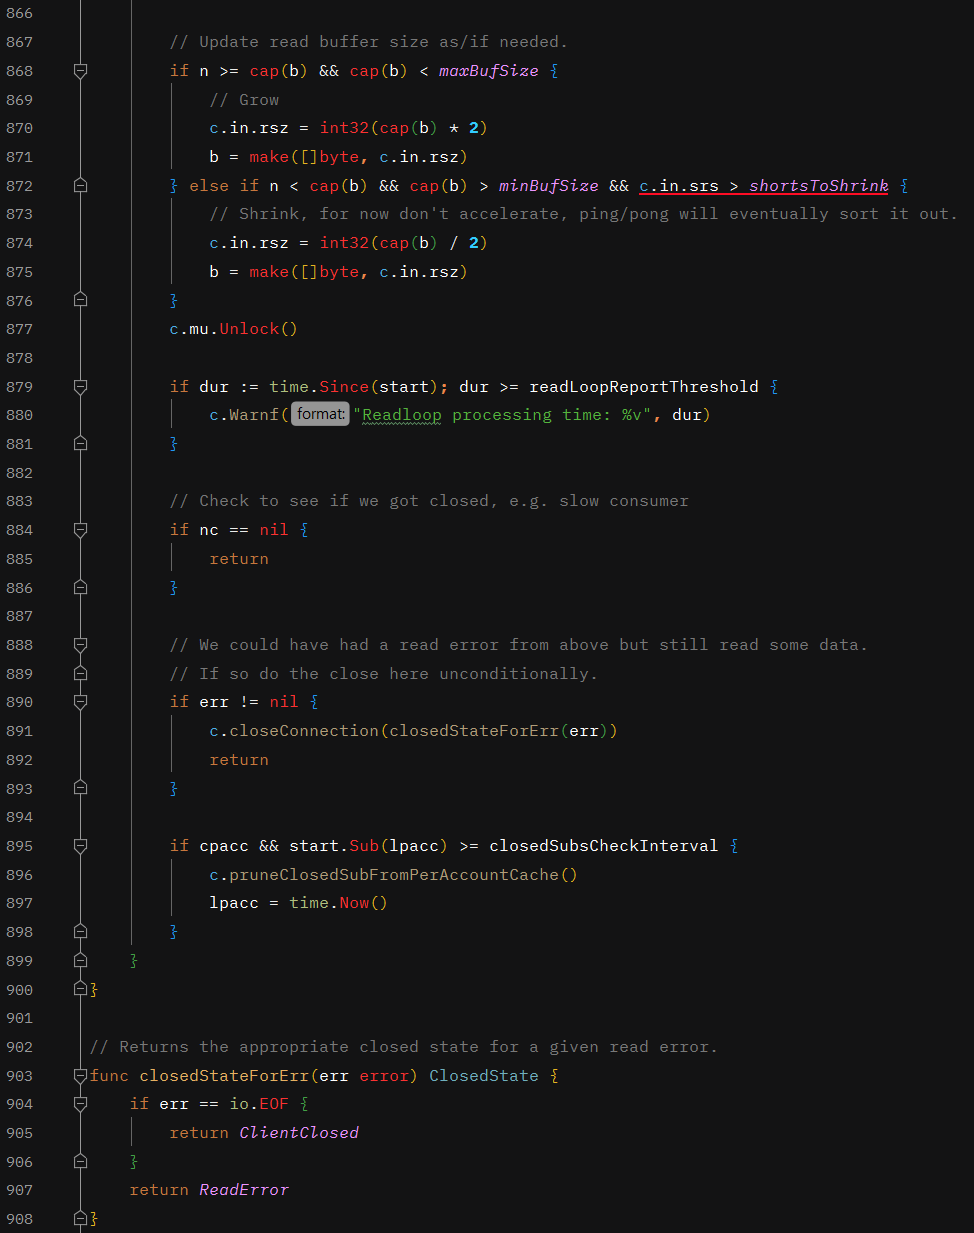 866
867 // Update read buffer size as/if needed.
868 if n >= cap(b) && cap(b) < maxBufSize {
869 // Grow
870 c.in.rsz = int32(cap(b) * 2)
871 b = make([]byte, c.in.rsz)
872 } else if n < cap(b) && cap(b) > minBufSize && c.in.srs > shortsToShrink {
873 // Shrink, for now don't accelerate, ping/pong will eventually sort it out.
874 c.in.rsz = int32(cap(b) / 2)
875 b = make([]byte, c.in.rsz)
876 }
877 c.mu.Unlock()
878
879 if dur := time.Since(start); dur >= readLoopReportThreshold {
880 c.Warnf( format: "Readloop processing time: %v", dur)
881 }
882
883 // Check to see if we got closed, e.g. slow consumer
884 if nc == nil {
885 return
886 }
887
888 // We could have had a read error from above but still read some data.
889 // If so do the close here unconditionally.
890 if err != nil {
891 c.closeConnection(closedStateForErr(err))
892 return
893 }
894
895 if cpacc && start.Sub(lpacc) >= closedSubsCheckInterval {
896 c.pruneClosedSubFromPerAccountCache()
897 lpacc = time.Now()
898 }
899 }
900 }
901
902 // Returns the appropriate closed state for a given read error.
903 func closedStateForErr(err error) ClosedState {
904 if err == io.EOF {
905 return ClientClosed
906 }
907 return ReadError
908 }